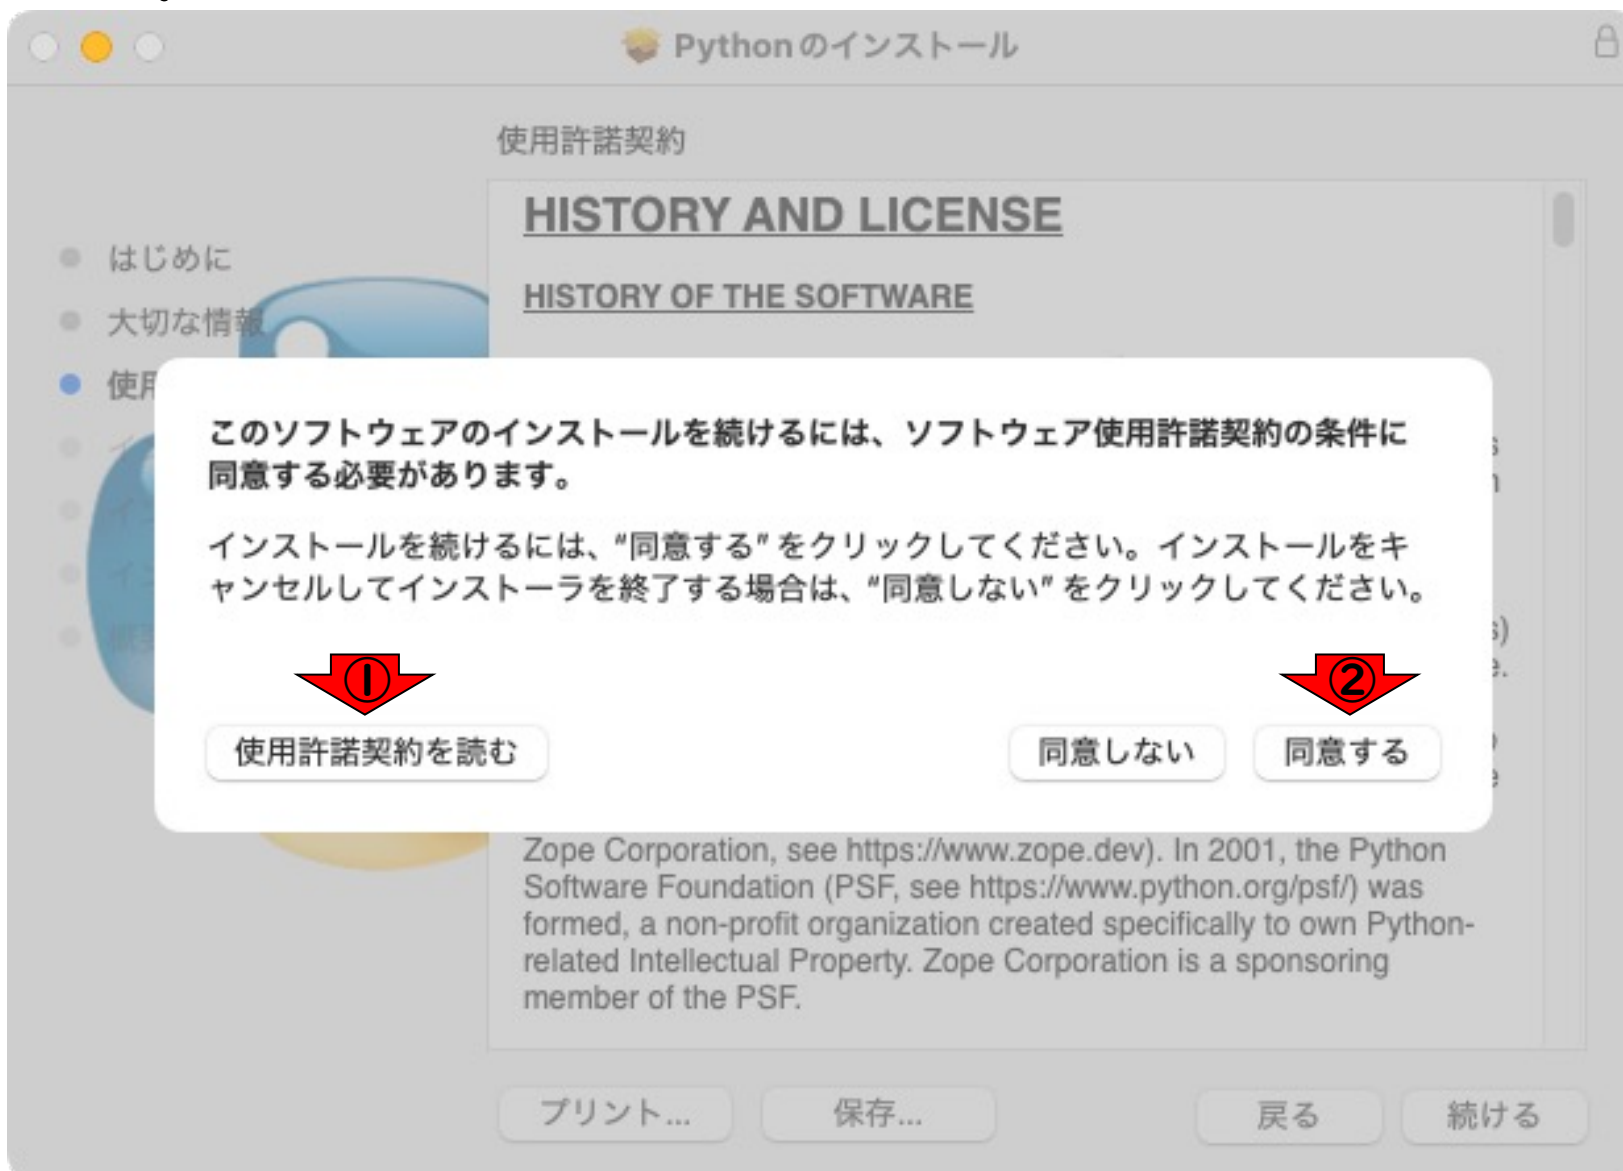 Pythonのインストール
使用許諾契約
HISTORY AND LICENSE
HISTORY OF THE SOFTWARE
はじめに
大切な情報
使用
このソフトウェアのインストールを続けるには、ソフトウェア使用許諾契約の条件に
同意する必要があります。
インストールを続けるには、"同意する" をクリックしてください。インストールをキ
ャンセルしてインストーラを終了する場合は、"同意しない" をクリックしてください。
① ②
使用許諾契約を読む 同意しない 同意する
Zope Corporation, see https://www.zope.dev). In 2001, the Python
Software Foundation (PSF, see https://www.python.org/psf/) was
formed, a non-profit organization created specifically to own Python-
related Intellectual Property. Zope Corporation is a sponsoring
member of the PSF.
プリント... 保存... 戻る 続ける